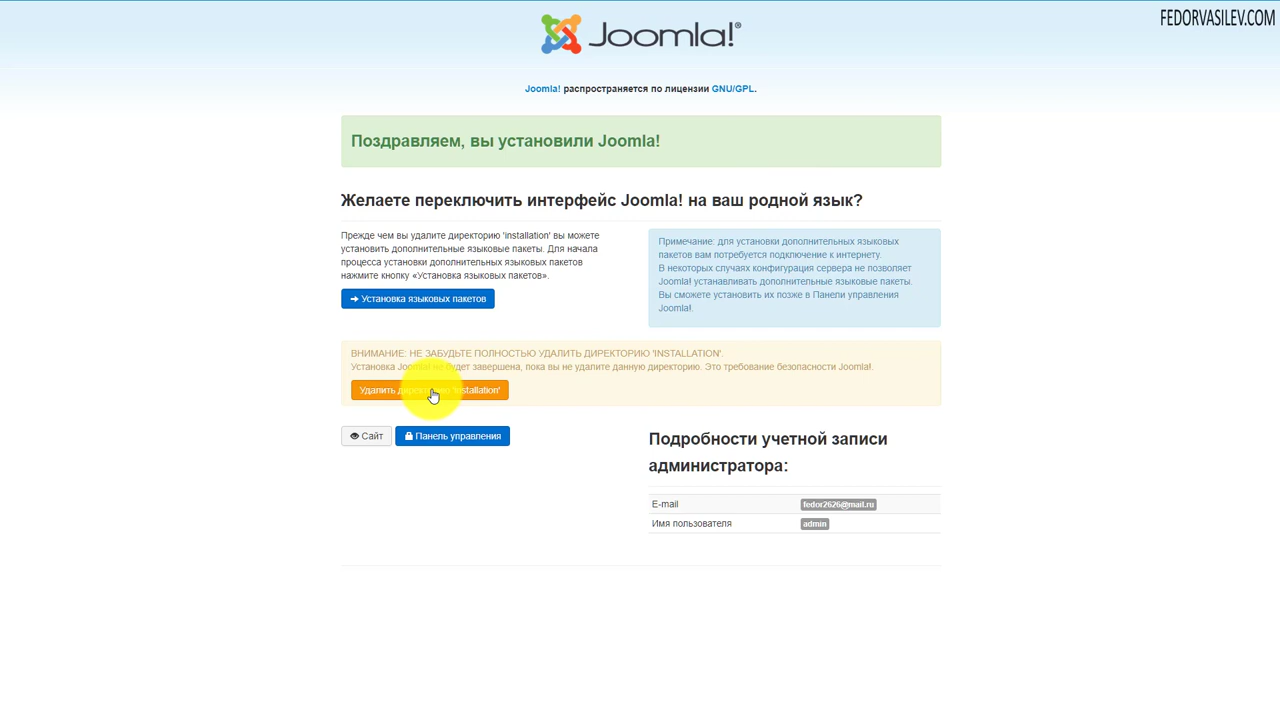 FEDORVASILEV.COM
Joomla!®
Joomla! распространяется по лицензии GNU/GPL.
Поздравляем, вы установили Joomla!
Желаете переключить интерфейс Joomla! на ваш родной язык?
Прежде чем вы удалите директорию 'installation' вы можете
установить дополнительные языковые пакеты. Для начала
процесса установки дополнительных языковых пакетов
нажмите кнопку «Установка языковых пакетов».
Установка языковых пакетов
Примечание: для установки дополнительных языковых
пакетов вам потребуется подключение к интернету.
В некоторых случаях конфигурация сервера не позволяет
Joomla! устанавливать дополнительные языковые пакеты.
Вы сможете установить их позже в Панели управления
Joomla!.
ВНИМАНИЕ: НЕ ЗАБУДЬТЕ ПОЛНОСТЬЮ УДАЛИТЬ ДИРЕКТОРИЮ 'INSTALLATION'.
Установка Joomla! не будет завершена, пока вы не удалите данную директорию. Это требование безопасности Joomla!.
Удалить директорию 'installation'
Сайт
Панель управления
Подробности учетной записи
администратора:
E-mail fedor2626@mail.ru
Имя пользователя admin